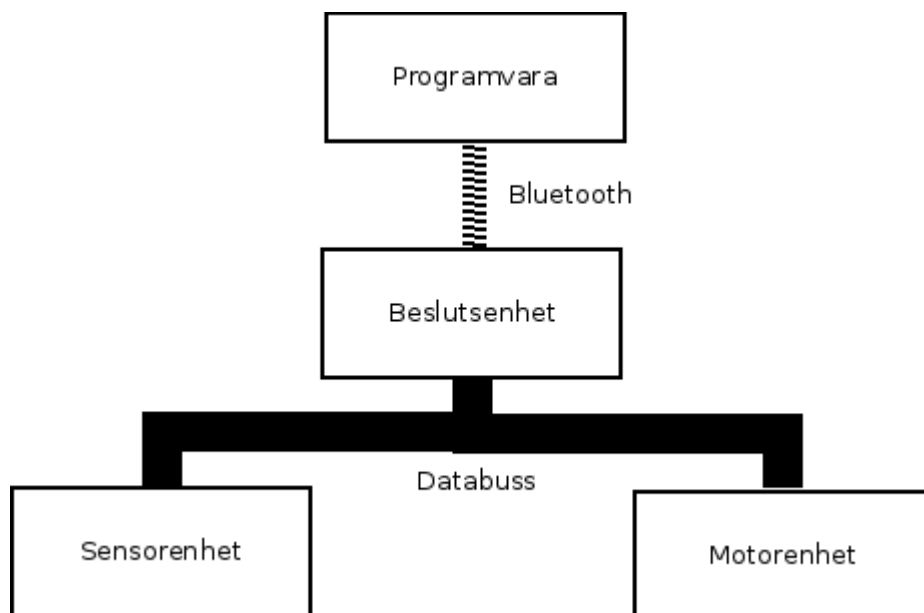 Programvara
Bluetooth
Beslutsenhet
Databuss
Sensorenhet
Motorenhet